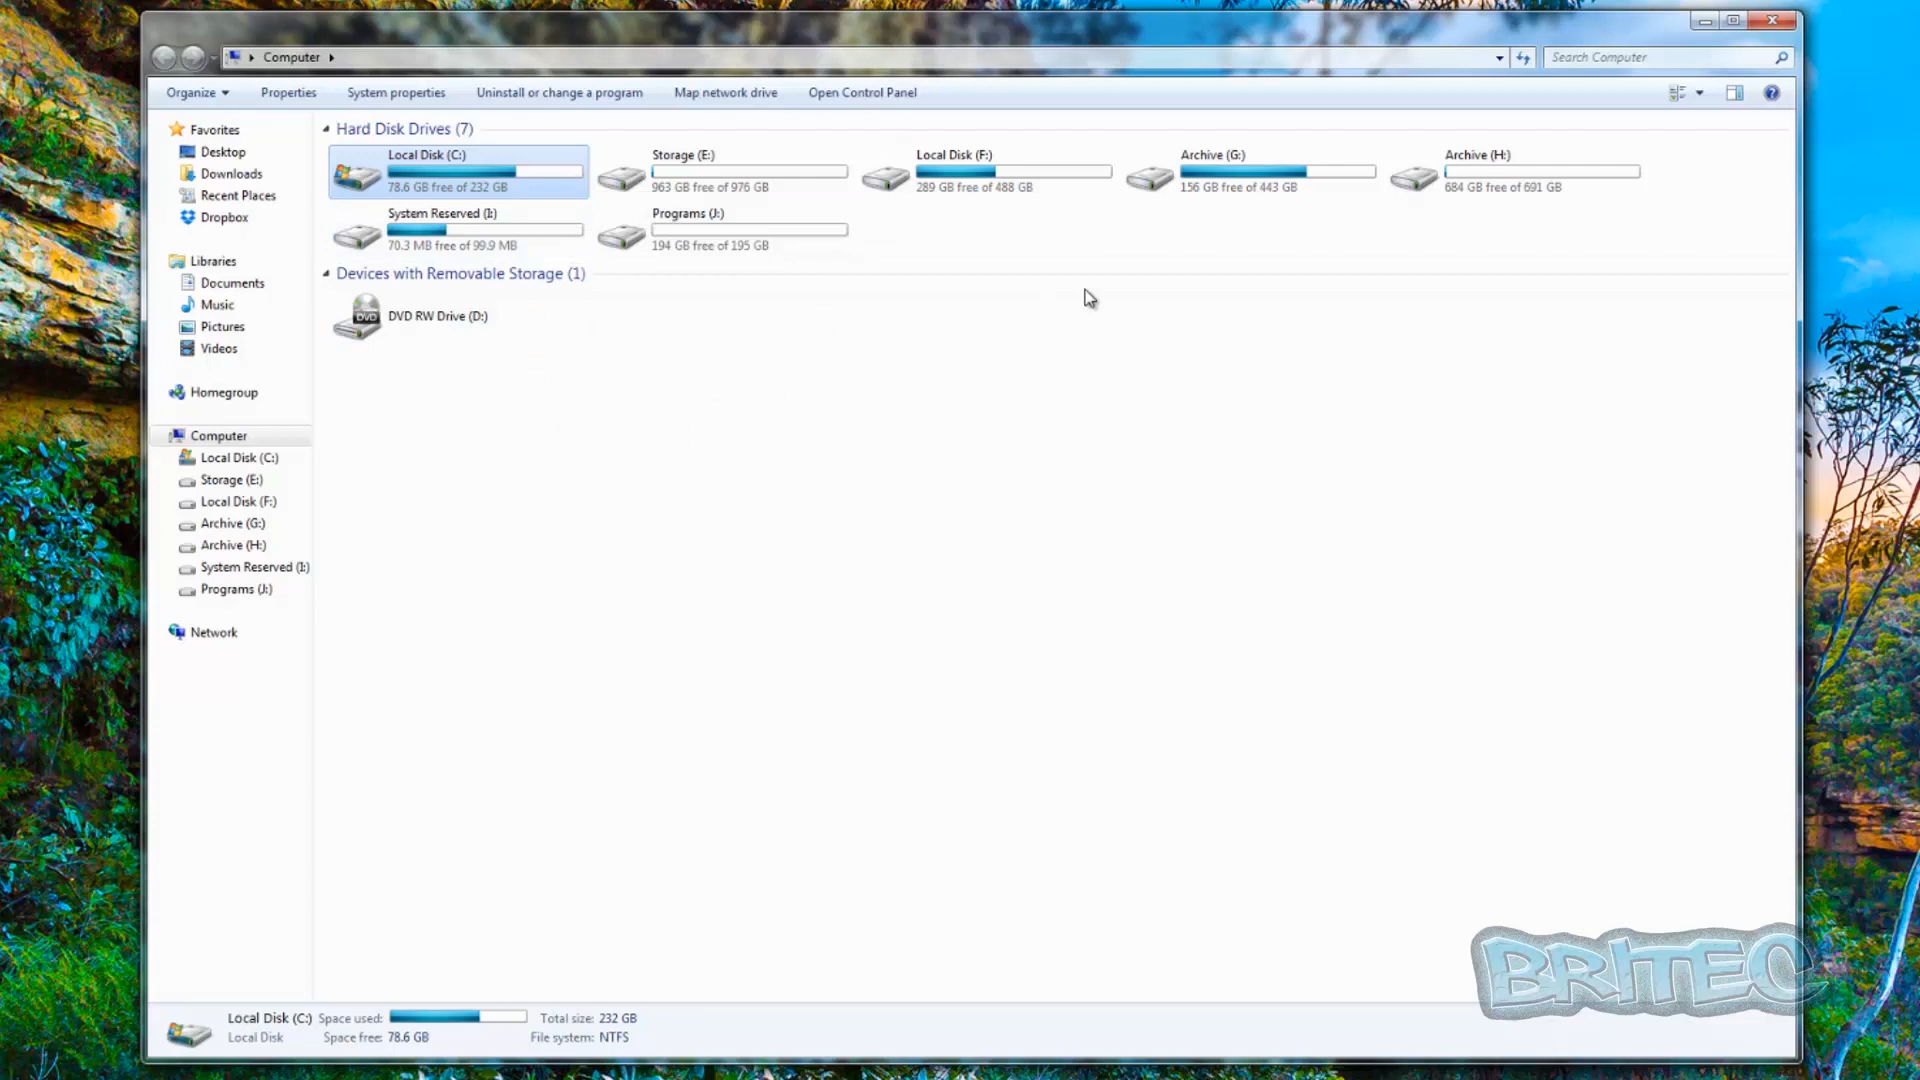 Computer
Search Computer
Organize
Properties
System properties
Uninstall or change a program
Map network drive
Open Control Panel
Favorites
Desktop
Downloads
Recent Places
Dropbox
Libraries
Documents
Music
Pictures
Videos
Homegroup
Computer
Local Disk (C:)
Storage (E:)
Local Disk (F:)
Archive (G:)
Archive (H:)
System Reserved (I:)
Programs (J:)
Network
Hard Disk Drives (7)
Local Disk (C:)
78.6 GB free of 232 GB
Storage (E:)
963 GB free of 976 GB
Local Disk (F:)
289 GB free of 488 GB
Archive (G:)
156 GB free of 443 GB
Archive (H:)
684 GB free of 691 GB
System Reserved (I:)
70.3 MB free of 99.9 MB
Programs (J:)
194 GB free of 195 GB
Devices with Removable Storage (1)
DVD
DVD RW Drive (D:)
BRITEC
Local Disk (C:) Space used: Total size: 232 GB
Local Disk Space free: 78.6 GB File system: NTFS